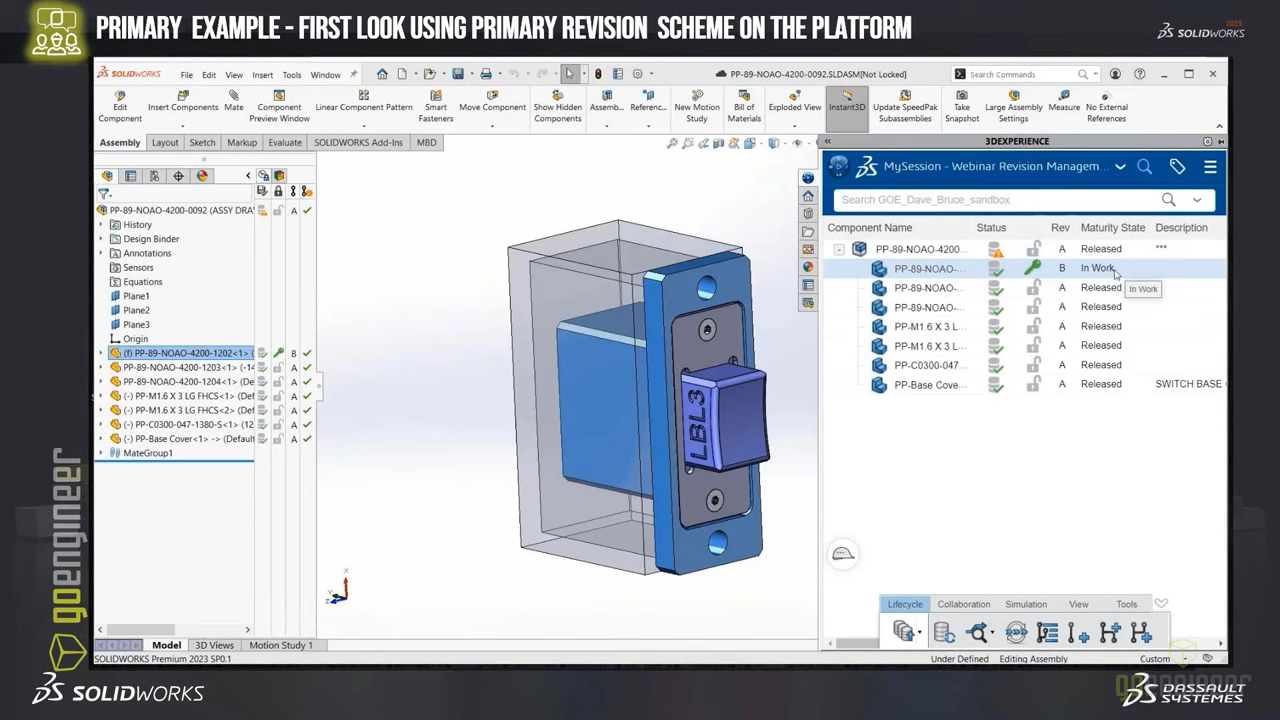 PRIMARY EXAMPLE - FIRST LOOK USING PRIMARY REVISION SCHEME ON THE PLATFORM
2023
SOLIDWORKS
SOLIDWORKS File Edit View Insert Tools Window PP-89-NOAO-4200-0092.SLDASM[Not Locked] Search Commands
Edit Component
Insert Components
Mate
Component Preview Window
Linear Component Pattern
Smart Fasteners
Move Component
Show Hidden Components
Assemb...
Referenc...
New Motion Study
Bill of Materials
Exploded View
Instant3D
Update SpeedPak Subassemblies
Take Snapshot
Large Assembly Settings
Measure
No External References
Assembly Layout Sketch Markup Evaluate SOLIDWORKS Add-Ins MBD
PP-89-NOAO-4200-0092 (ASSY DRA A
History
Design Binder
Annotations
Sensors
Equations
Plane1
Plane2
Plane3
Origin
(f) PP-89-NOAO-4200-1202<1> ( B
PP-89-NOAO-4200-1203<1> (-14 A
PP-89-NOAO-4200-1204<1> (De A
(-) PP-M1.6 X 3 LG FHCS<1> (De A
(-) PP-M1.6 X 3 LG FHCS<2> (De A
(-) PP-C0300-047-1380-S<1> (12 A
(-) PP-Base Cover<1> -> (Default A
MateGroup1
LBL3
3DEXPERIENCE
MySession - Webinar Revision Managem...
Search GOE_Dave_Bruce_sandbox
Component Name Status Rev Maturity State Description
PP-89-NOAO-4200... A Released ***
PP-89-NOAO-... B In Work
In Work
PP-89-NOAO-... A Released
PP-89-NOAO-... A Released
PP-M1.6 X 3 L... A Released
PP-M1.6 X 3 L... A Released
PP-C0300-047... A Released
PP-Base Cove... A Released SWITCH BASE
Lifecycle Collaboration Simulation View Tools
Model 3D Views Motion Study 1
SOLIDWORKS Premium 2023 SP0.1 Under Defined Editing Assembly Custom
goengineer
SOLIDWORKS
DASSAULT SYSTEMES